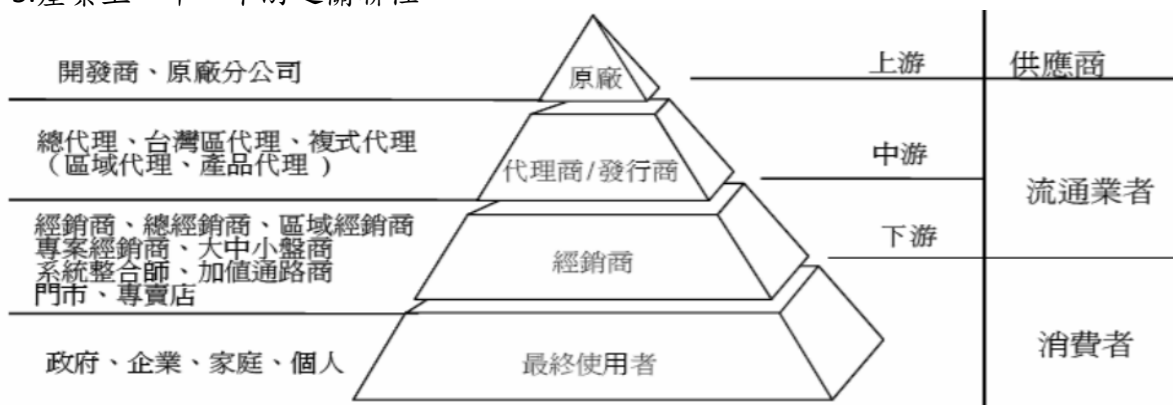 開發商、原廠分公司
原廠
上游
供應商
總代理、台灣區代理、複式代理
(區域代理、產品代理 )
代理商/發行商
中游
流通業者
經銷商、總經銷商、區域經銷商
專案經銷商、大中小盤商
系統整合師、加值通路商
門市、專賣店
經銷商
下游
政府、企業、家庭、個人
最終使用者
消費者